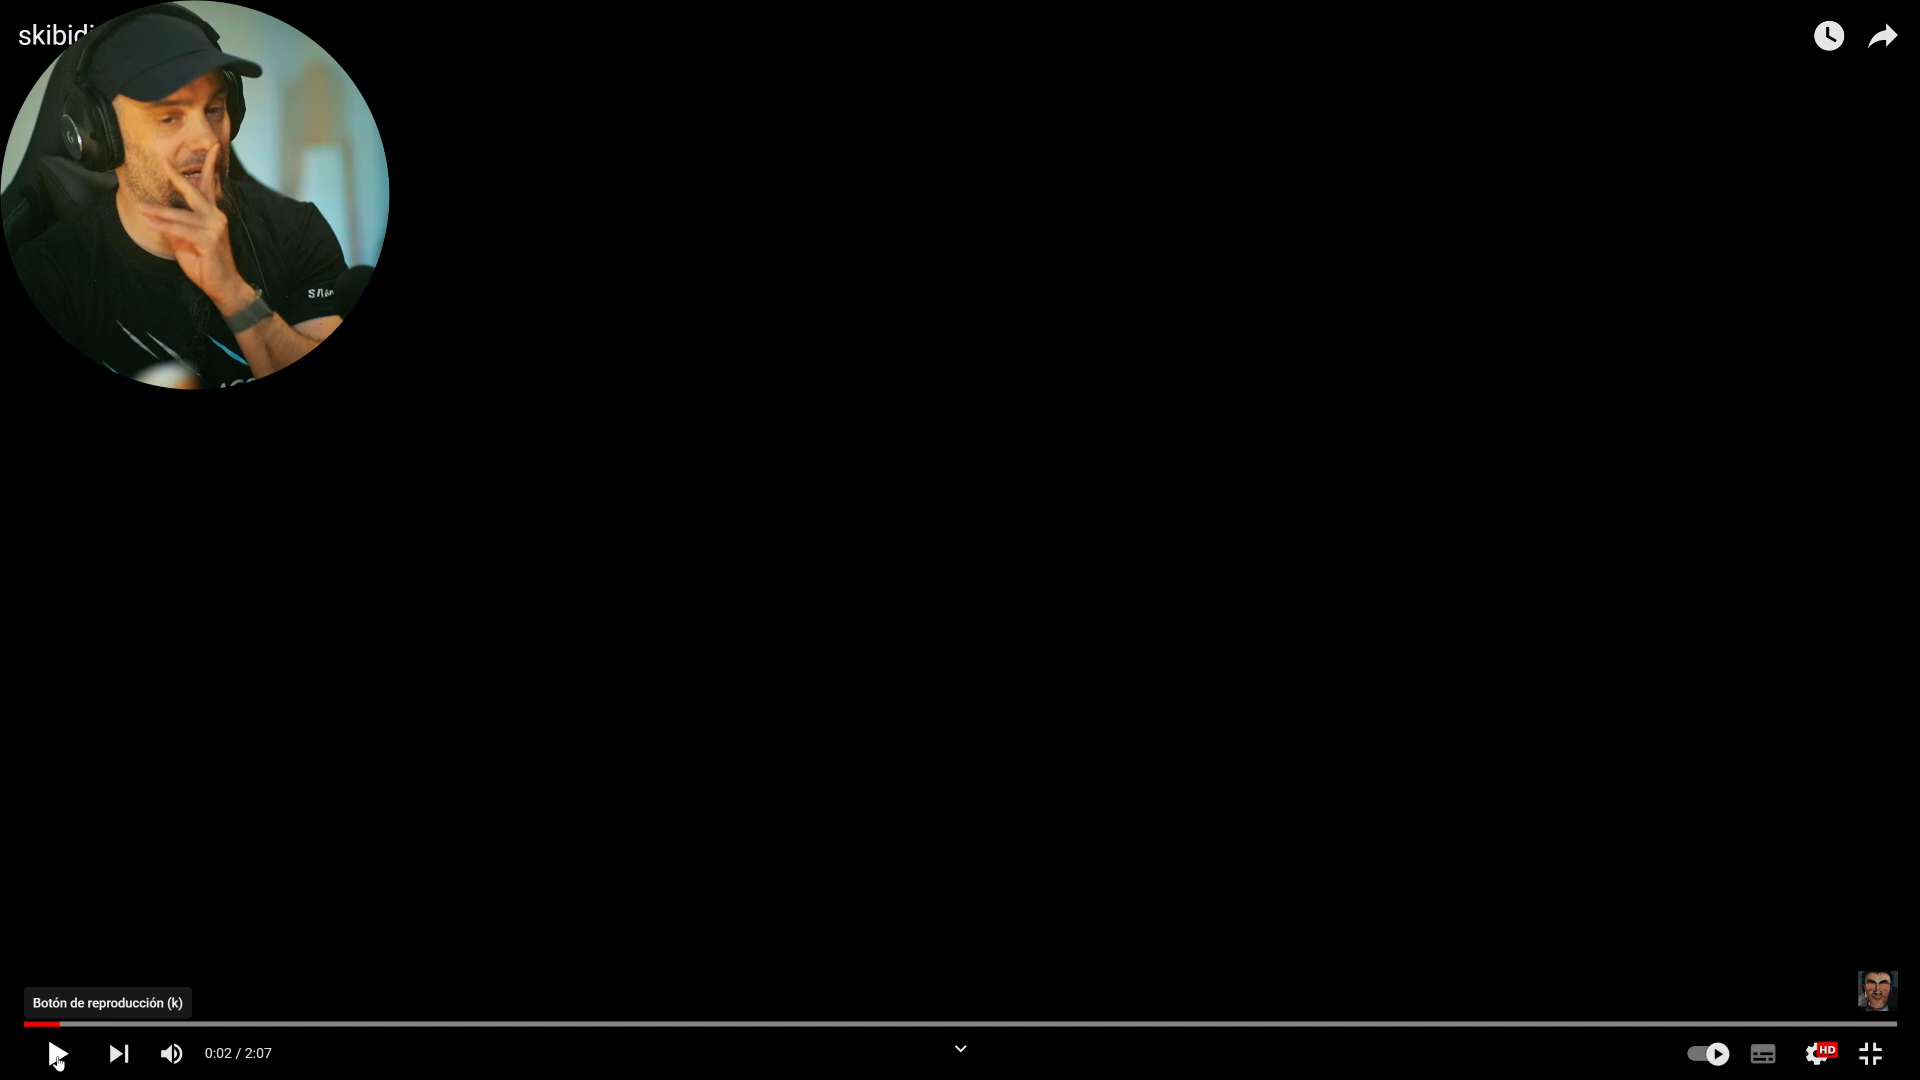 skibidi
Botón de reproducción (k)
0:02 / 2:07
HD